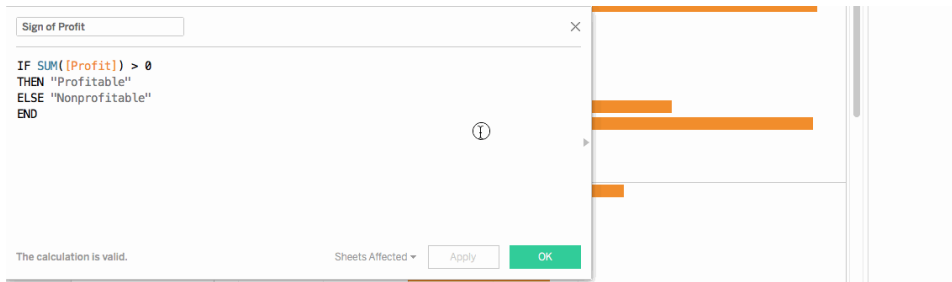 Sign of Profit
IF SUM([Profit]) > 0
THEN "Profitable"
ELSE "Nonprofitable"
END
The calculation is valid.
Sheets Affected
Apply
OK